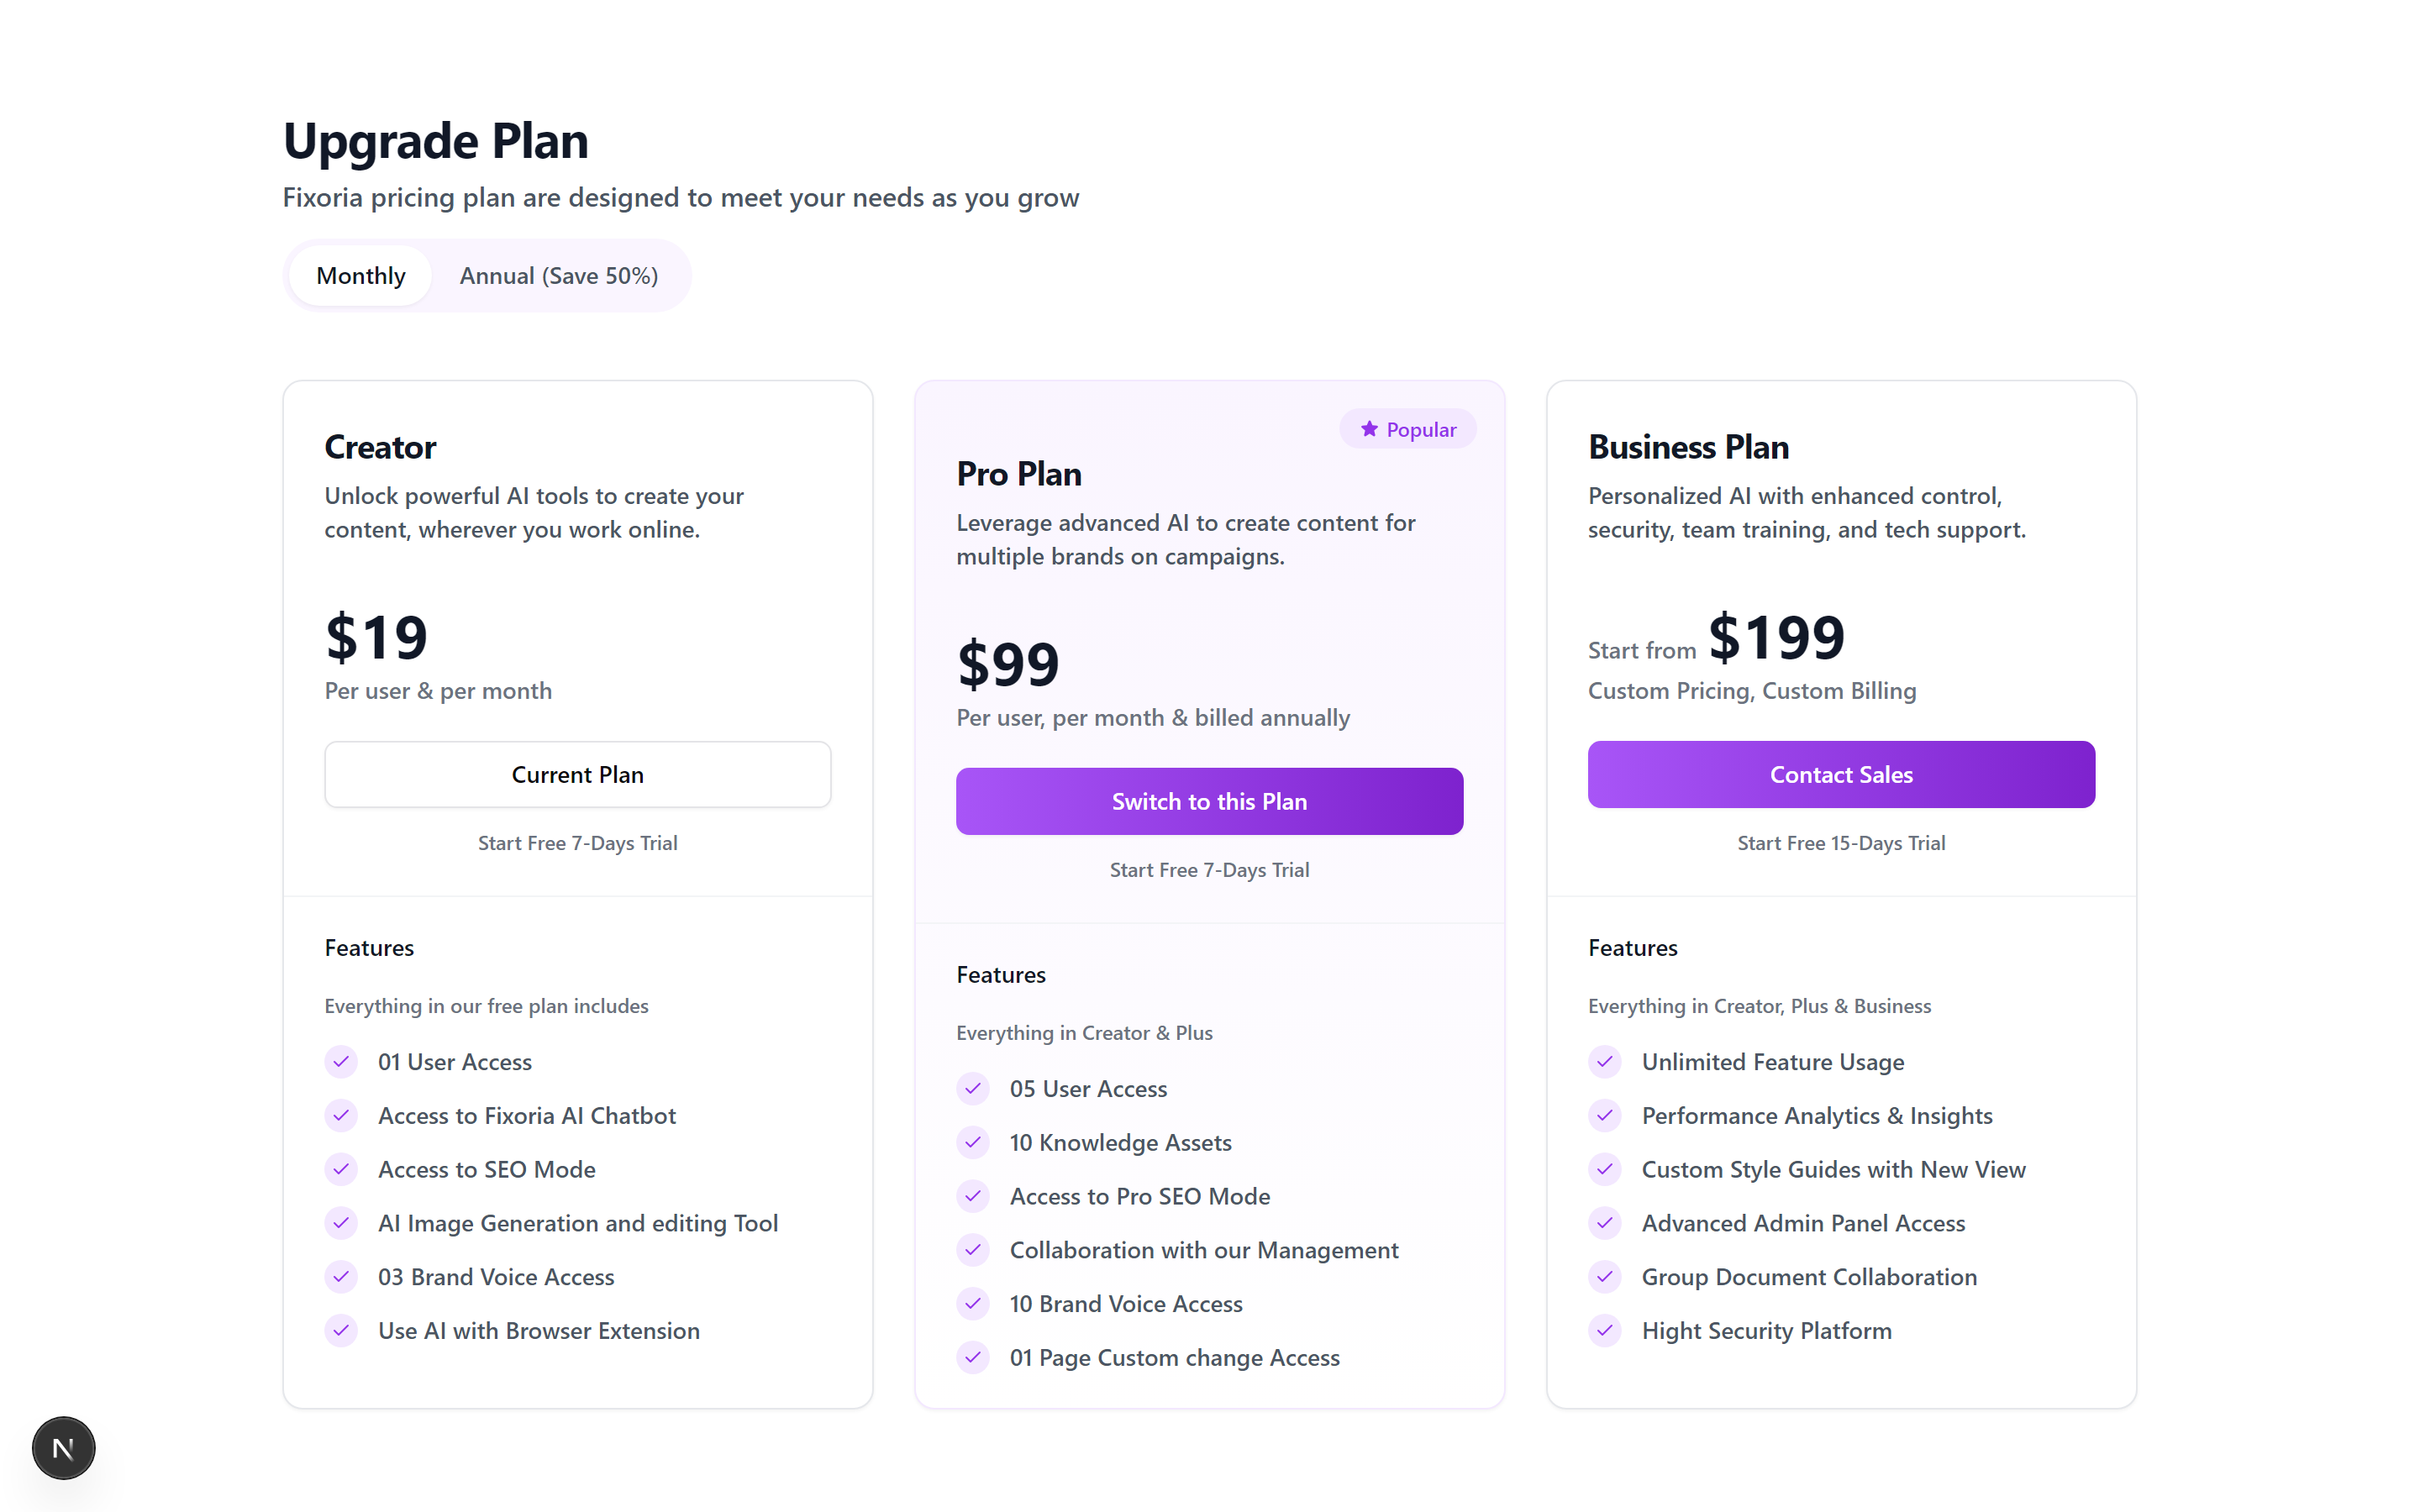 Upgrade Plan
Fixoria pricing plan are designed to meet your needs as you grow
Monthly
Annual (Save 50%)
Creator
Unlock powerful AI tools to create your
content, wherever you work online.
$19
Per user & per month
Current Plan
Start Free 7-Days Trial
Features
Everything in our free plan includes
01 User Access
Access to Fixoria AI Chatbot
Access to SEO Mode
AI Image Generation and editing Tool
03 Brand Voice Access
Use AI with Browser Extension
Popular
Pro Plan
Leverage advanced AI to create content for
multiple brands on campaigns.
$99
Per user, per month & billed annually
Switch to this Plan
Start Free 7-Days Trial
Features
Everything in Creator & Plus
05 User Access
10 Knowledge Assets
Access to Pro SEO Mode
Collaboration with our Management
10 Brand Voice Access
01 Page Custom change Access
Business Plan
Personalized AI with enhanced control,
security, team training, and tech support.
Start from $199
Custom Pricing, Custom Billing
Contact Sales
Start Free 15-Days Trial
Features
Everything in Creator, Plus & Business
Unlimited Feature Usage
Performance Analytics & Insights
Custom Style Guides with New View
Advanced Admin Panel Access
Group Document Collaboration
Hight Security Platform
N